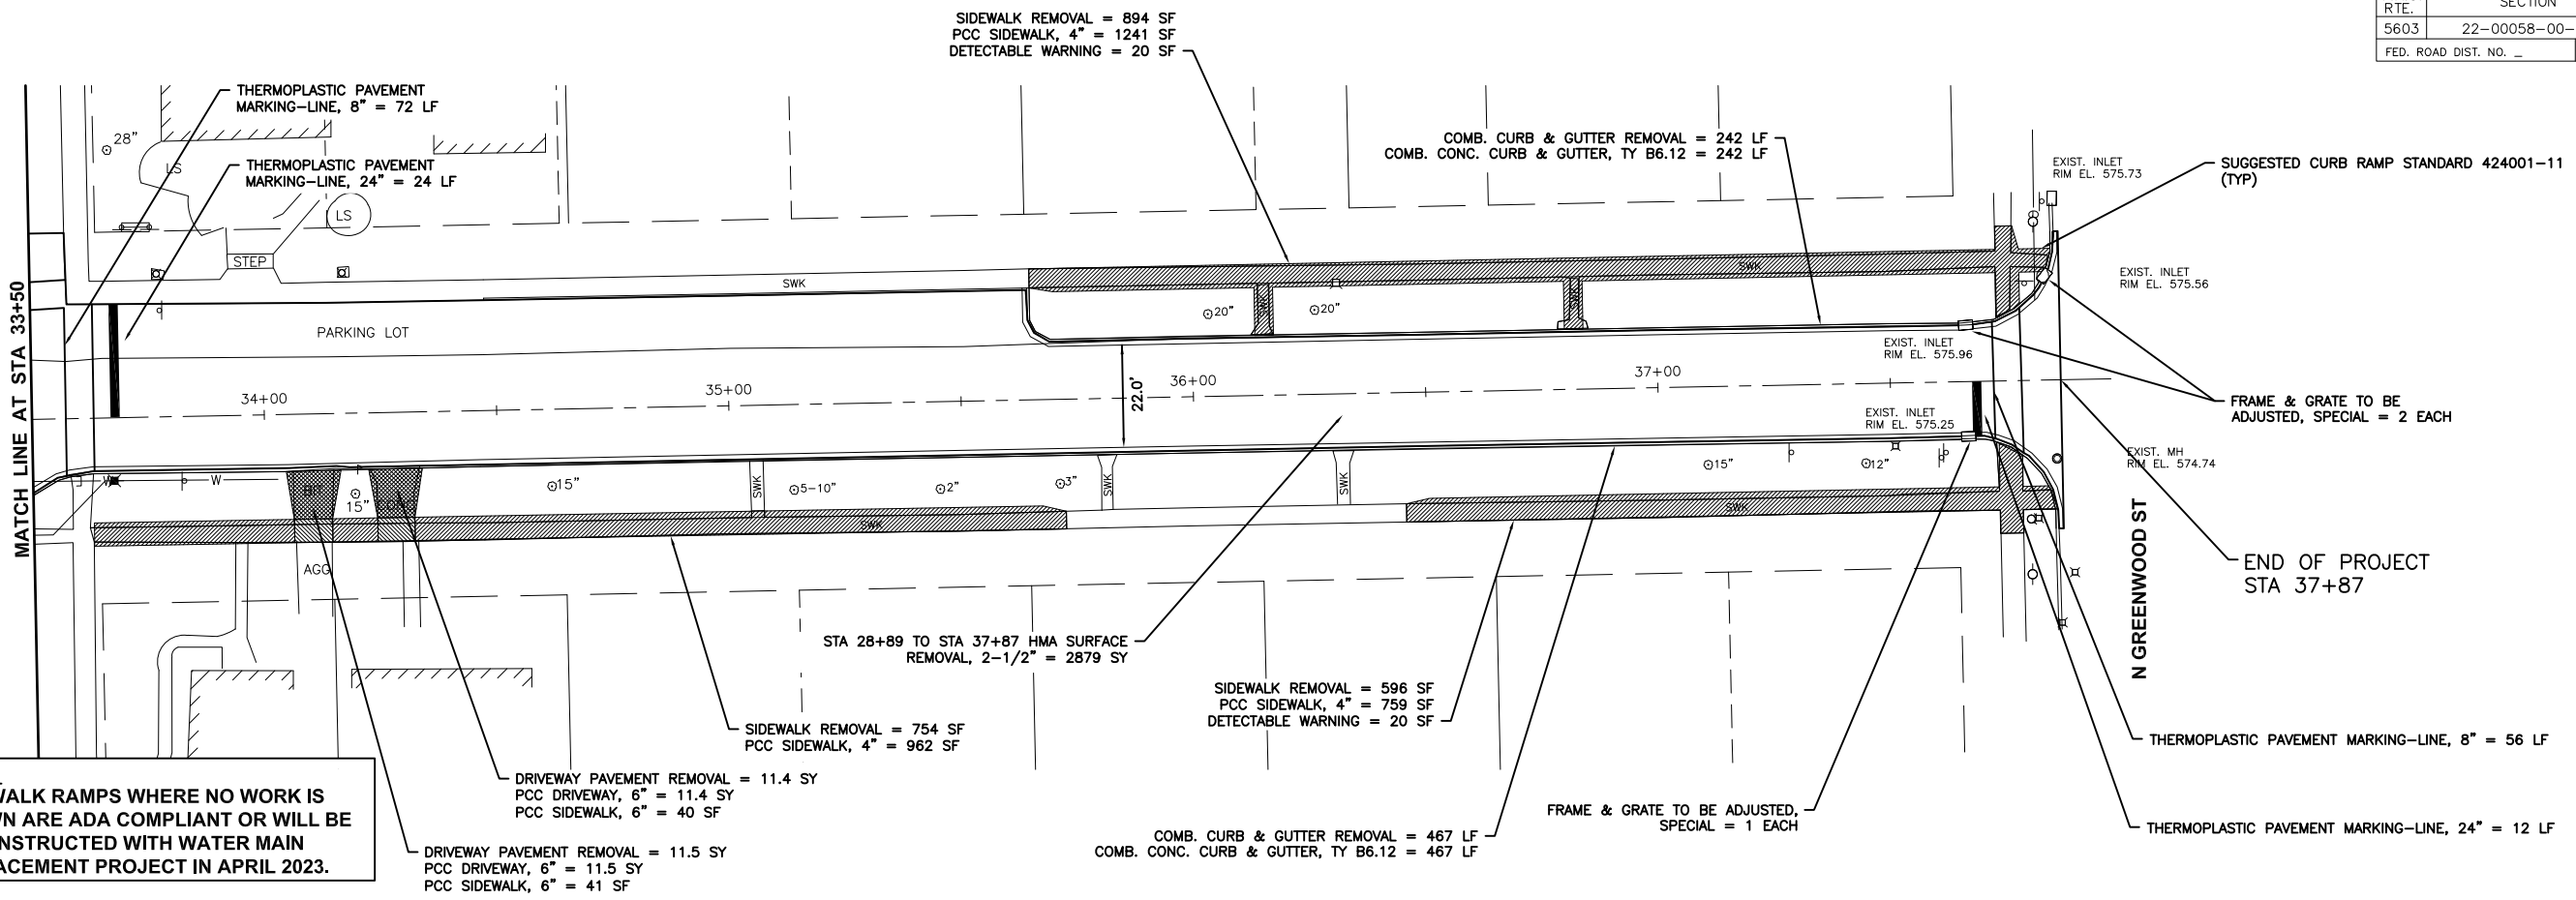 RTE.
SECTION
5603
22-00058-00-
FED. ROAD DIST. NO. _
SIDEWALK REMOVAL = 894 SF
PCC SIDEWALK, 4" = 1241 SF
DETECTABLE WARNING = 20 SF
THERMOPLASTIC PAVEMENT
MARKING-LINE, 8" = 72 LF
THERMOPLASTIC PAVEMENT
MARKING-LINE, 24" = 24 LF
28"
LS
LS
STEP
COMB. CURB & GUTTER REMOVAL = 242 LF
COMB. CONC. CURB & GUTTER, TY B6.12 = 242 LF
EXIST. INLET
RIM EL. 575.73
SUGGESTED CURB RAMP STANDARD 424001-11
(TYP)
EXIST. INLET
RIM EL. 575.56
SWK
SWK
SWK
SWK
20"
20"
PARKING LOT
MATCH LINE AT STA 33+50
EXIST. INLET
RIM EL. 575.96
34+00
35+00
36+00
37+00
22.0'
EXIST. INLET
RIM EL. 575.25
FRAME & GRATE TO BE
ADJUSTED, SPECIAL = 2 EACH
EXIST. MH
RIM EL. 574.74
W
W
BIT
15"
CONC
15"
SWK
5-10"
2"
3"
SWK
SWK
15"
12"
SWK
SWK
AGG
N GREENWOOD ST
END OF PROJECT
STA 37+87
STA 28+89 TO STA 37+87 HMA SURFACE
REMOVAL, 2-1/2" = 2879 SY
SIDEWALK REMOVAL = 596 SF
PCC SIDEWALK, 4" = 759 SF
DETECTABLE WARNING = 20 SF
SIDEWALK REMOVAL = 754 SF
PCC SIDEWALK, 4" = 962 SF
THERMOPLASTIC PAVEMENT MARKING-LINE, 8" = 56 LF
DRIVEWAY PAVEMENT REMOVAL = 11.4 SY
PCC DRIVEWAY, 6" = 11.4 SY
PCC SIDEWALK, 6" = 40 SF
FRAME & GRATE TO BE ADJUSTED,
SPECIAL = 1 EACH
THERMOPLASTIC PAVEMENT MARKING-LINE, 24" = 12 LF
COMB. CURB & GUTTER REMOVAL = 467 LF
COMB. CONC. CURB & GUTTER, TY B6.12 = 467 LF
DRIVEWAY PAVEMENT REMOVAL = 11.5 SY
PCC DRIVEWAY, 6" = 11.5 SY
PCC SIDEWALK, 6" = 41 SF
WALK RAMPS WHERE NO WORK IS
WN ARE ADA COMPLIANT OR WILL BE
NSTRUCTED WITH WATER MAIN
ACEMENT PROJECT IN APRIL 2023.